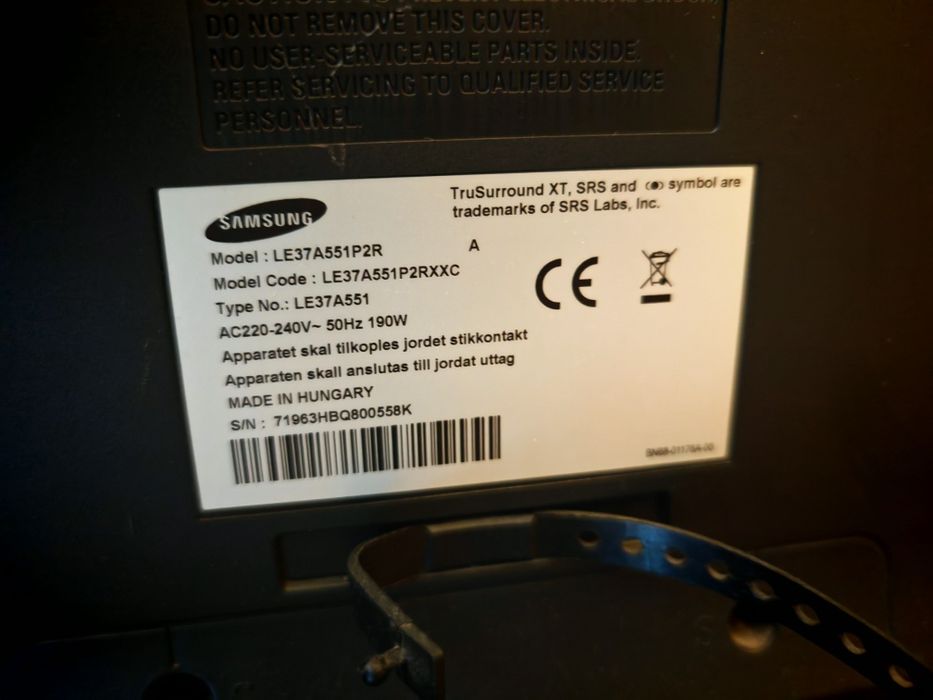 DO NOT REMOVE THIS COVER.
NO USER-SERVICEABLE PARTS INSIDE.
REFER SERVICING TO QUALIFIED SERVICE
PERSONNEL.
SAMSUNG
TruSurround XT, SRS and symbol are
trademarks of SRS Labs, Inc.
Model : LE37A551P2R A
Model Code : LE37A551P2RXXC
Type No.: LE37A551
AC220-240V~ 50Hz 190W
Apparatet skal tilkoples jordet stikkontakt
Apparaten skall anslutas till jordat uttag
MADE IN HUNGARY
S/N : 71963HBQ800558K
CE